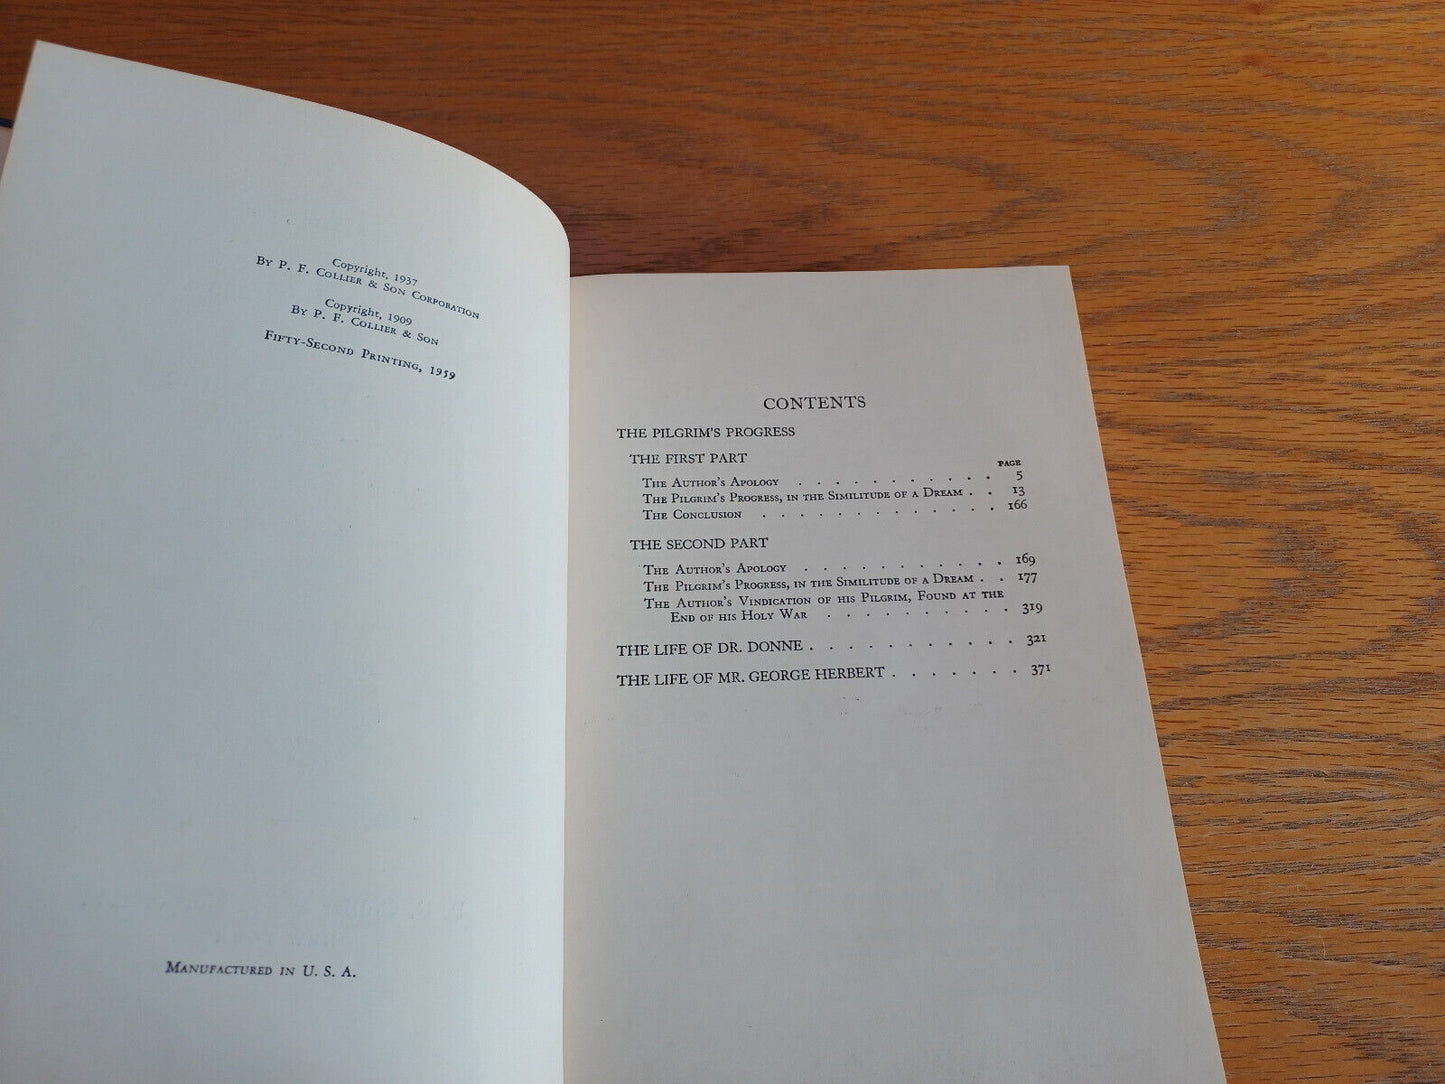 Copyright, 1937
By P. F. Collier & Son Corporation
Copyright, 1909
By P. F. Collier & Son
Fifty-Second Printing, 1959
Manufactured in U. S. A.
CONTENTS
THE PILGRIM'S PROGRESS
THE FIRST PART
PAGE
The Author's Apology . . . . . . . . . . . 5
The Pilgrim's Progress, in the Similitude of a Dream . . 13
The Conclusion . . . . . . . . . . . . . 166
THE SECOND PART
The Author's Apology . . . . . . . . . . . 169
The Pilgrim's Progress, in the Similitude of a Dream . . 177
The Author's Vindication of his Pilgrim, Found at the
End of his Holy War . . . . . . . . . . 319
THE LIFE OF DR. DONNE . . . . . . . . . . . 321
THE LIFE OF MR. GEORGE HERBERT . . . . . . . 371